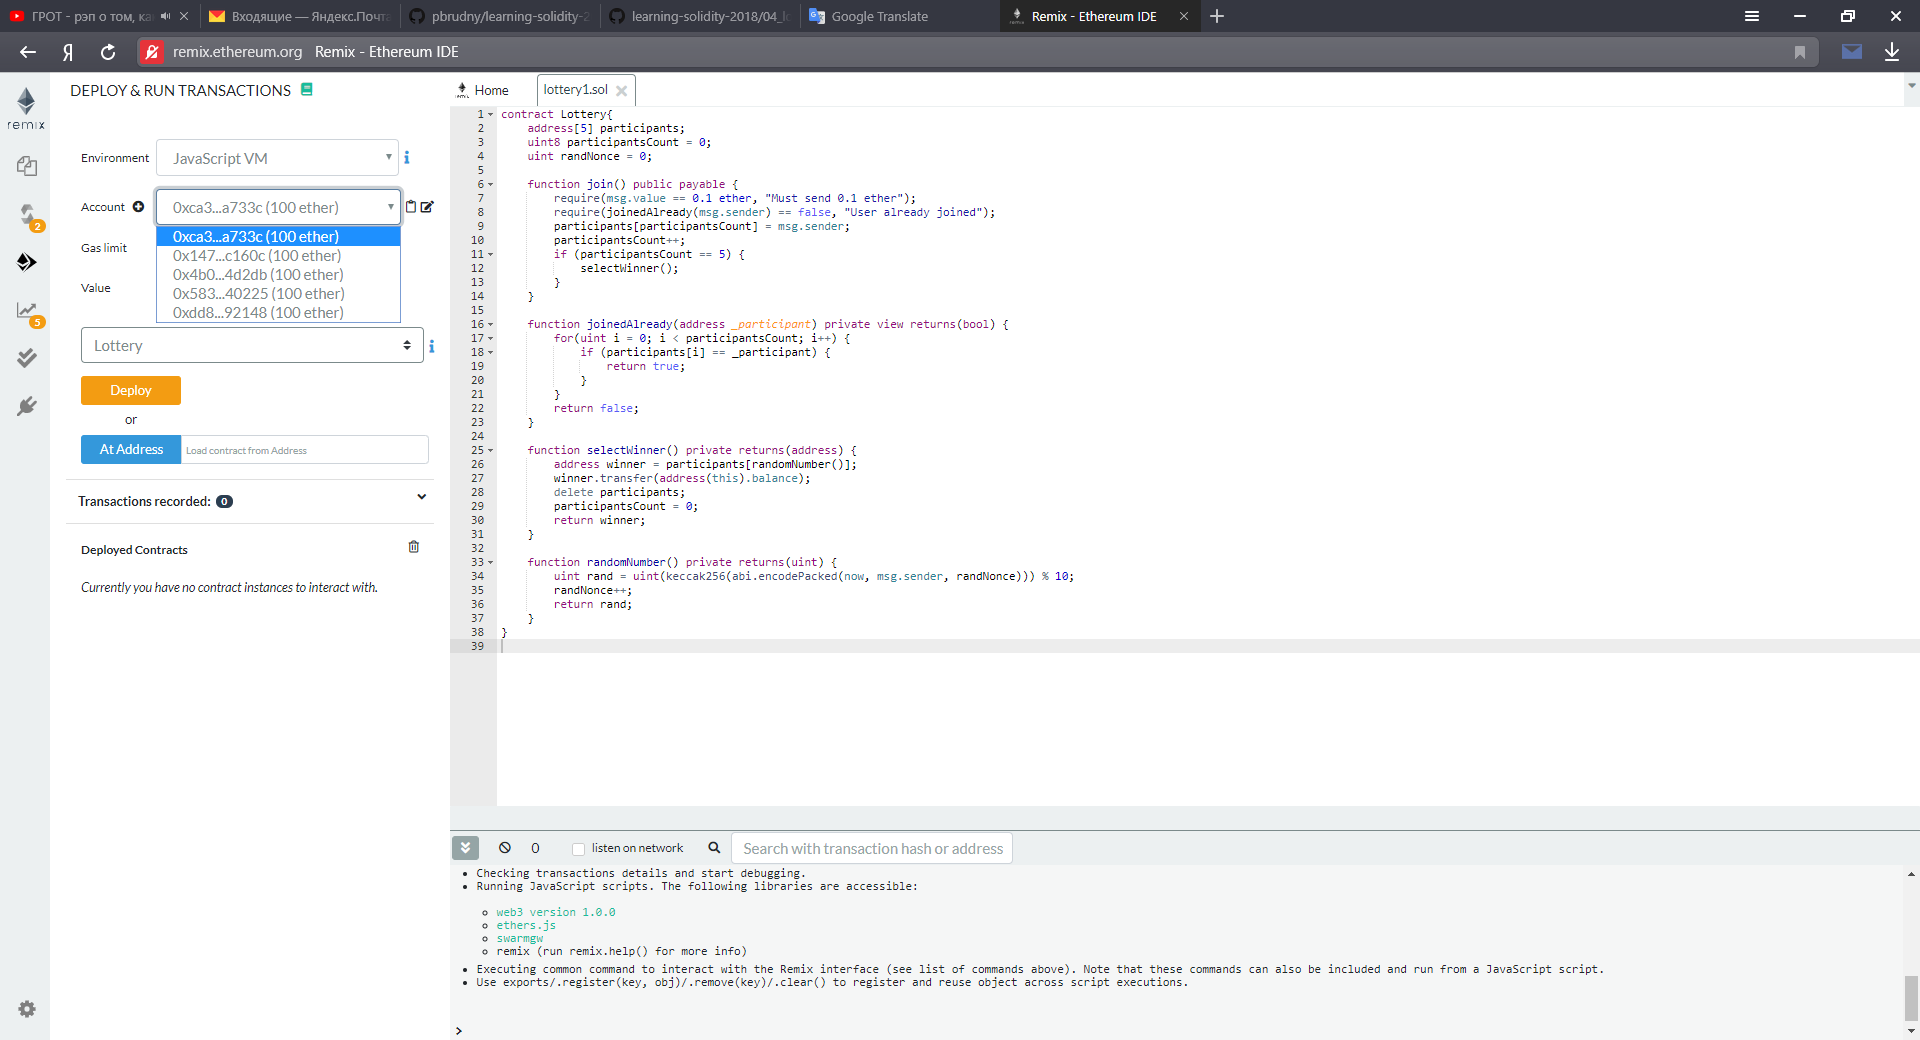 ГРОТ - рэп о том, ка
Входящие — Яндекс.Почт
pbrudny/learning-solidity-2
learning-solidity-2018/04_lo
Google Translate
Remix - Ethereum IDE
Я
remix.ethereum.org Remix - Ethereum IDE
remix
2
5
DEPLOY & RUN TRANSACTIONS
Environment JavaScript VM
Account 0xca3...a733c (100 ether)
0xca3...a733c (100 ether)
Gas limit
0x147...c160c (100 ether)
0x4b0...4d2db (100 ether)
Value
0x583...40225 (100 ether)
0xdd8...92148 (100 ether)
Lottery
Deploy
or
At Address Load contract from Address
Transactions recorded: 0
Deployed Contracts
Currently you have no contract instances to interact with.
Home lottery1.sol
1 contract Lottery{
2 address[5] participants;
3 uint8 participantsCount = 0;
4 uint randNonce = 0;
5
6 function join() public payable {
7 require(msg.value == 0.1 ether, "Must send 0.1 ether");
8 require(joinedAlready(msg.sender) == false, "User already joined");
9 participants[participantsCount] = msg.sender;
10 participantsCount++;
11 if (participantsCount == 5) {
12 selectWinner();
13 }
14 }
15
16 function joinedAlready(address _participant) private view returns(bool) {
17 for(uint i = 0; i < participantsCount; i++) {
18 if (participants[i] == _participant) {
19 return true;
20 }
21 }
22 return false;
23 }
24
25 function selectWinner() private returns(address) {
26 address winner = participants[randomNumber()];
27 winner.transfer(address(this).balance);
28 delete participants;
29 participantsCount = 0;
30 return winner;
31 }
32
33 function randomNumber() private returns(uint) {
34 uint rand = uint(keccak256(abi.encodePacked(now, msg.sender, randNonce))) % 10;
35 randNonce++;
36 return rand;
37 }
38 }
39
0 listen on network Search with transaction hash or address
Checking transactions details and start debugging.
Running JavaScript scripts. The following libraries are accessible:
web3 version 1.0.0
ethers.js
swarmgw
remix (run remix.help() for more info)
Executing common command to interact with the Remix interface (see list of commands above). Note that these commands can also be included and run from a JavaScript script.
Use exports/.register(key, obj)/.remove(key)/.clear() to register and reuse object across script executions.
>